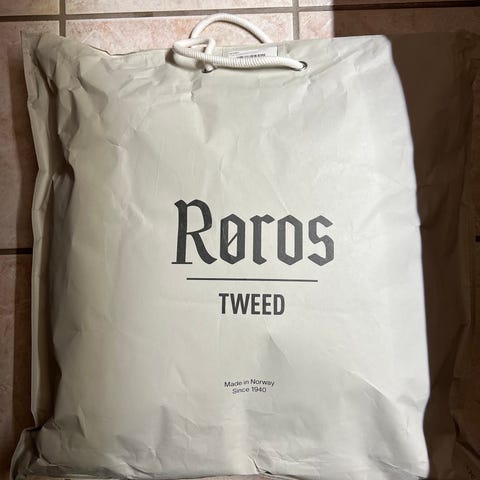 Røros
TWEED
Made in Norway
Since 1940